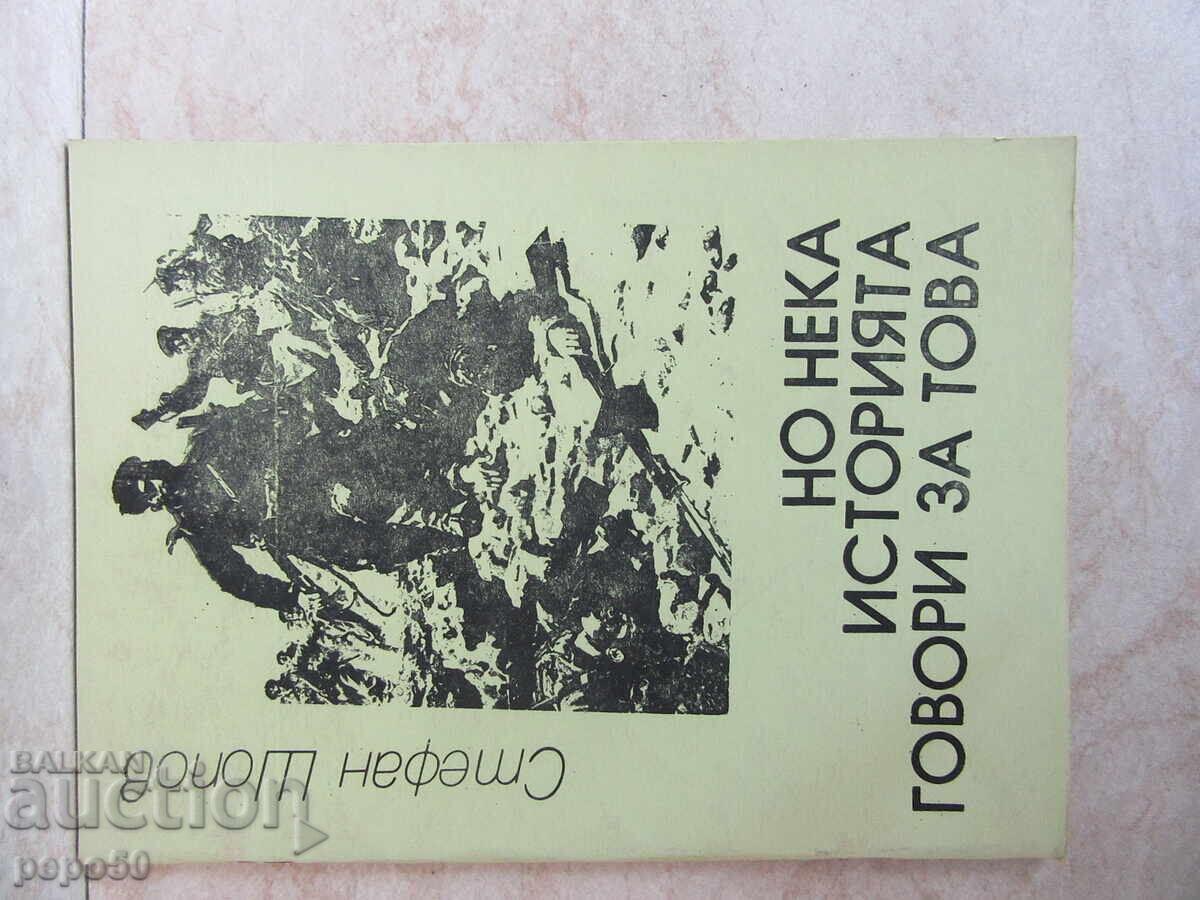 Стефан Шопов
НО НЕКА
ИСТОРИЯТА
ГОВОРИ ЗА ТОВА
BALKAN
auction
pepo50